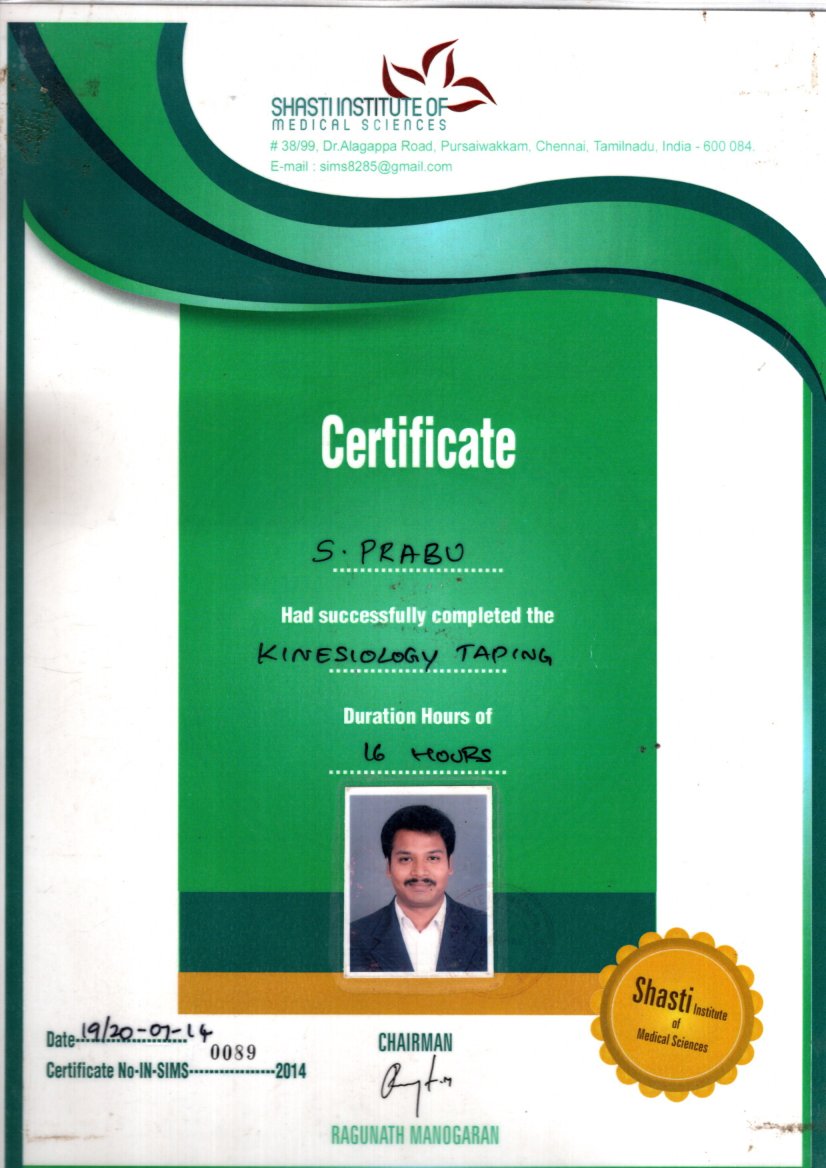 SHASTI INSTITUTE OF
MEDICAL SCIENCES
# 38/99, Dr.Alagappa Road, Pursaiwakkam, Chennai, Tamilnadu, India - 600 084.
E-mail : sims8285@gmail.com
Certificate
S. PRABU
Had successfully completed the
KINESIOLOGY TAPING
Duration Hours of
16 HOURS
Date 19/20-07-14
Certificate No-IN-SIMS 0089 2014
CHAIRMAN
RAGUNATH MANOGARAN
Shasti Institute
of
Medical Sciences